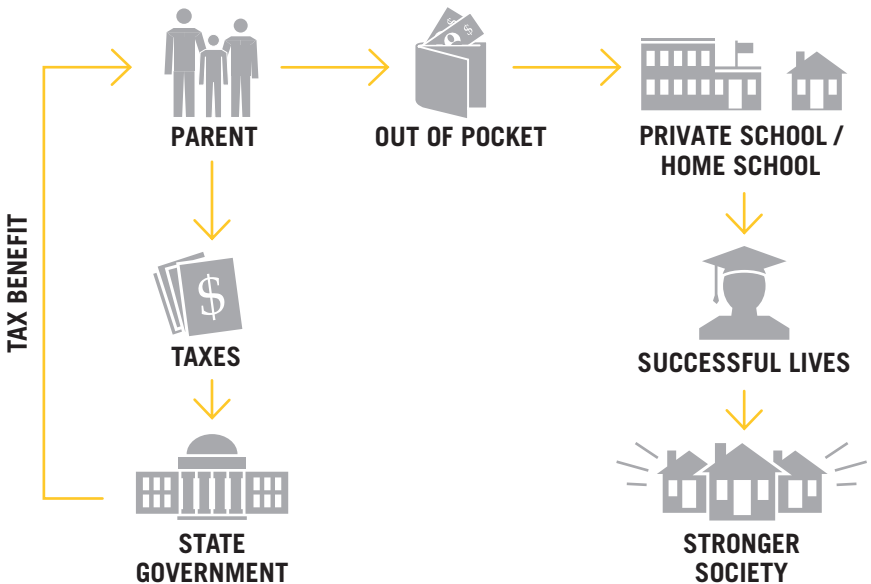 PARENT
OUT OF POCKET
PRIVATE SCHOOL /
HOME SCHOOL
TAX BENEFIT
$
TAXES
SUCCESSFUL LIVES
STATE
GOVERNMENT
STRONGER
SOCIETY